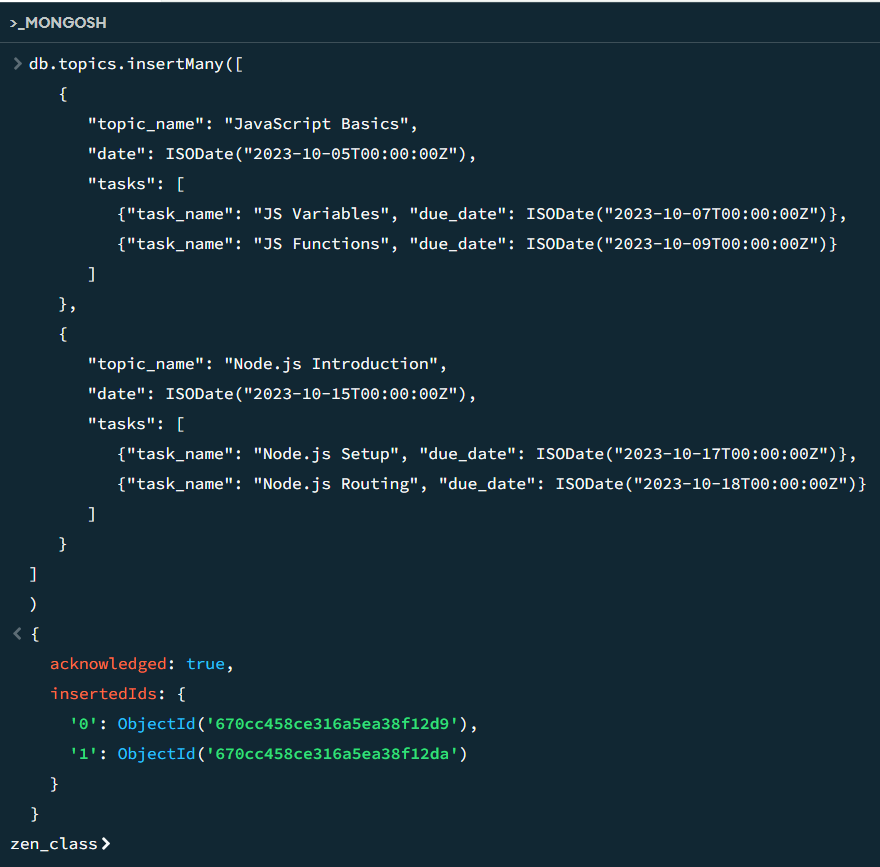 >_MONGOSH
> db.topics.insertMany([
{
"topic_name": "JavaScript Basics",
"date": ISODate("2023-10-05T00:00:00Z"),
"tasks": [
{"task_name": "JS Variables", "due_date": ISODate("2023-10-07T00:00:00Z")},
{"task_name": "JS Functions", "due_date": ISODate("2023-10-09T00:00:00Z")}
]
},
{
"topic_name": "Node.js Introduction",
"date": ISODate("2023-10-15T00:00:00Z"),
"tasks": [
{"task_name": "Node.js Setup", "due_date": ISODate("2023-10-17T00:00:00Z")},
{"task_name": "Node.js Routing", "due_date": ISODate("2023-10-18T00:00:00Z")}
]
}
]
)
< {
acknowledged: true,
insertedIds: {
'0': ObjectId('670cc458ce316a5ea38f12d9'),
'1': ObjectId('670cc458ce316a5ea38f12da')
}
}
zen_class>